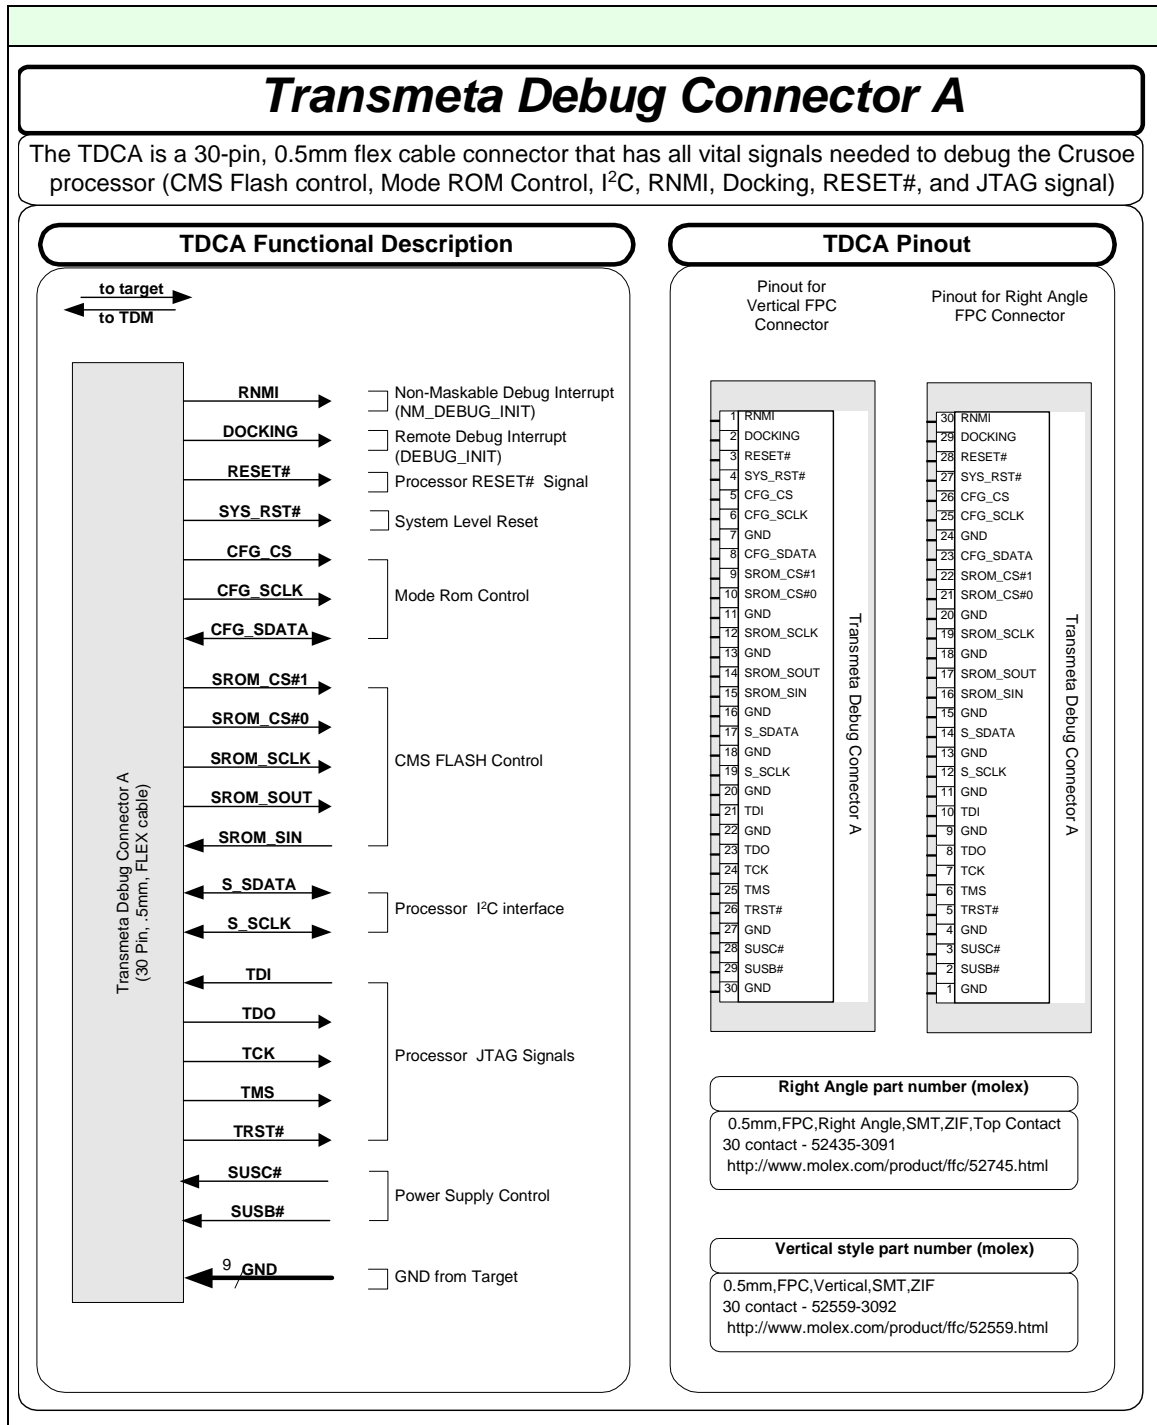 Transmeta Debug Connector A
The TDCA is a 30-pin, 0.5mm flex cable connector that has all vital signals needed to debug the Crusoe
processor (CMS Flash control, Mode ROM Control, I²C, RNMI, Docking, RESET#, and JTAG signal)
TDCA Functional Description
to target
to TDM
Transmeta Debug Connector A
(30 Pin, .5mm, FLEX cable)
RNMI
Non-Maskable Debug Interrupt
(NM_DEBUG_INIT)
DOCKING
Remote Debug Interrupt
(DEBUG_INIT)
RESET#
Processor RESET# Signal
SYS_RST#
System Level Reset
CFG_CS
CFG_SCLK
Mode Rom Control
CFG_SDATA
SROM_CS#1
SROM_CS#0
SROM_SCLK
CMS FLASH Control
SROM_SOUT
SROM_SIN
S_SDATA
Processor I²C interface
S_SCLK
TDI
TDO
TCK
Processor JTAG Signals
TMS
TRST#
SUSC#
Power Supply Control
SUSB#
9 GND
GND from Target
TDCA Pinout
Pinout for
Vertical FPC
Connector
1 RNMI
2 DOCKING
3 RESET#
4 SYS_RST#
5 CFG_CS
6 CFG_SCLK
7 GND
8 CFG_SDATA
9 SROM_CS#1
10 SROM_CS#0
11 GND
12 SROM_SCLK
13 GND
14 SROM_SOUT
15 SROM_SIN
16 GND
17 S_SDATA
18 GND
19 S_SCLK
20 GND
21 TDI
22 GND
23 TDO
24 TCK
25 TMS
26 TRST#
27 GND
28 SUSC#
29 SUSB#
30 GND
Transmeta Debug Connector A
Pinout for Right Angle
FPC Connector
30 RNMI
29 DOCKING
28 RESET#
27 SYS_RST#
26 CFG_CS
25 CFG_SCLK
24 GND
23 CFG_SDATA
22 SROM_CS#1
21 SROM_CS#0
20 GND
19 SROM_SCLK
18 GND
17 SROM_SOUT
16 SROM_SIN
15 GND
14 S_SDATA
13 GND
12 S_SCLK
11 GND
10 TDI
9 GND
8 TDO
7 TCK
6 TMS
5 TRST#
4 GND
3 SUSC#
2 SUSB#
1 GND
Transmeta Debug Connector A
Right Angle part number (molex)
0.5mm,FPC,Right Angle,SMT,ZIF,Top Contact
30 contact - 52435-3091
http://www.molex.com/product/ffc/52745.html
Vertical style part number (molex)
0.5mm,FPC,Vertical,SMT,ZIF
30 contact - 52559-3092
http://www.molex.com/product/ffc/52559.html